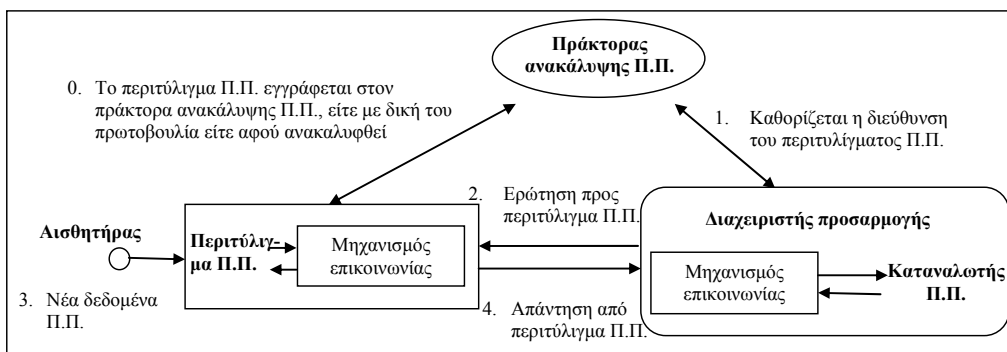 Πράκτορας
ανακάλυψης Π.Π.
0. Το περιτύλιγμα Π.Π. εγγράφεται στον
πράκτορα ανακάλυψης Π.Π., είτε με δική του
πρωτοβουλία είτε αφού ανακαλυφθεί
1. Καθορίζεται η διεύθυνση
του περιτυλίγματος Π.Π.
2. Ερώτηση προς
περιτύλιγμα Π.Π.
Διαχειριστής προσαρμογής
Αισθητήρας
Περιτύλιγ-
μα Π.Π.
Μηχανισμός
επικοινωνίας
Μηχανισμός
επικοινωνίας
Καταναλωτής
Π.Π.
3. Νέα δεδομένα
Π.Π.
4. Απάντηση από
περιτύλιγμα Π.Π.